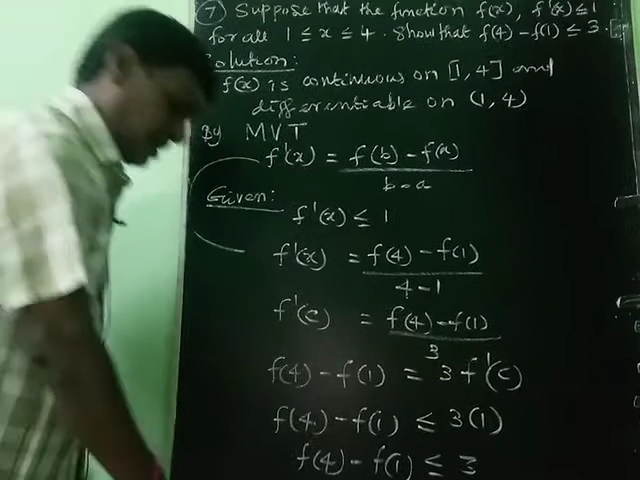 ⑦ Suppose that the function f(x), f'(x) ≤ 1
for all 1 ≤ x ≤ 4. Show that f(4) - f(1) ≤ 3.
Solution:
f(x) is continuous on [1, 4] and
differentiable on (1, 4)
By MVT
f'(x) = f(b) - f(a) / b - a
Given:
f'(x) ≤ 1
f'(x) = f(4) - f(1) / 4 - 1
f'(c) = f(4) - f(1) / 3
f(4) - f(1) = 3 f'(c)
f(4) - f(1) ≤ 3(1)
f(4) - f(1) ≤ 3